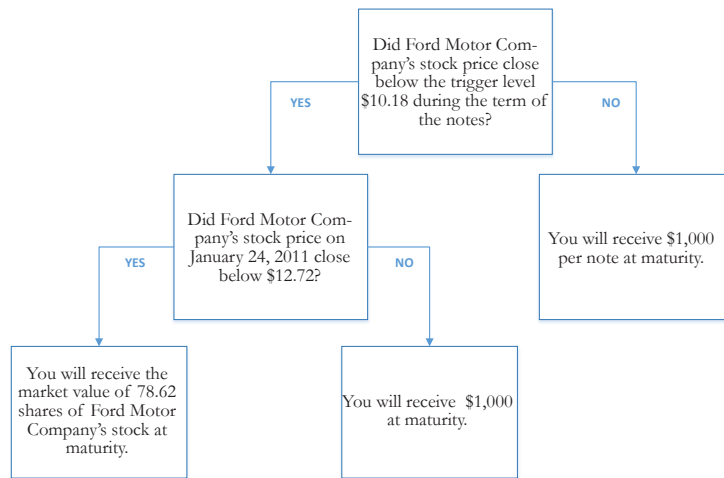 Did Ford Motor Com-
pany's stock price close
below the trigger level
$10.18 during the term of
the notes?
YES
NO
Did Ford Motor Com-
pany's stock price on
January 24, 2011 close
below $12.72?
You will receive $1,000
per note at maturity.
YES
NO
You will receive the
market value of 78.62
shares of Ford Motor
Company's stock at
maturity.
You will receive $1,000
at maturity.